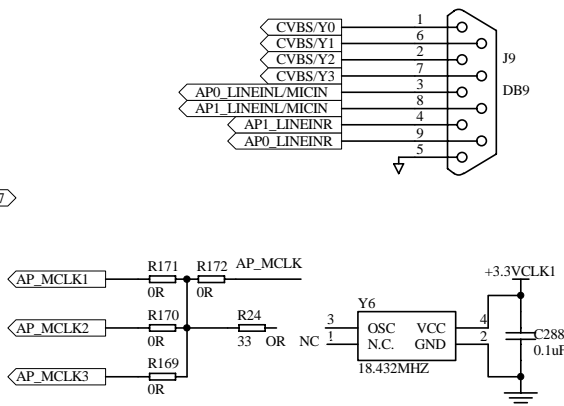 CVBS/Y0 1
CVBS/Y1 6
CVBS/Y2 2 J9
CVBS/Y3 7
AP0_LINEINL/MICIN 3 DB9
AP1_LINEINL/MICIN 8
AP1_LINEINR 4
AP0_LINEINR 9
5
7
R171 R172 AP_MCLK +3.3VCLK1
AP_MCLK1
0R 0R
R170 R24 Y6
AP_MCLK2 3 OSC VCC 4
0R 33 OR NC 1 N.C. GND 2 C288
0.1uF
R169 18.432MHZ
AP_MCLK3
0R